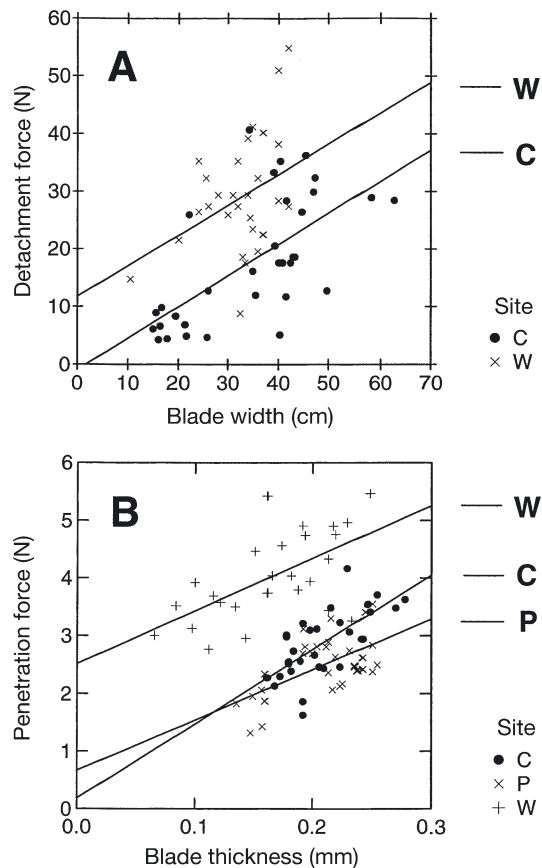 60
50
40
30
20
10
0
Detachment force (N)
A
0 10 20 30 40 50 60 70
Blade width (cm)
W
C
Site
C
W
6
5
4
3
2
1
0
Penetration force (N)
B
0.0 0.1 0.2 0.3
Blade thickness (mm)
W
C
P
Site
C
P
W